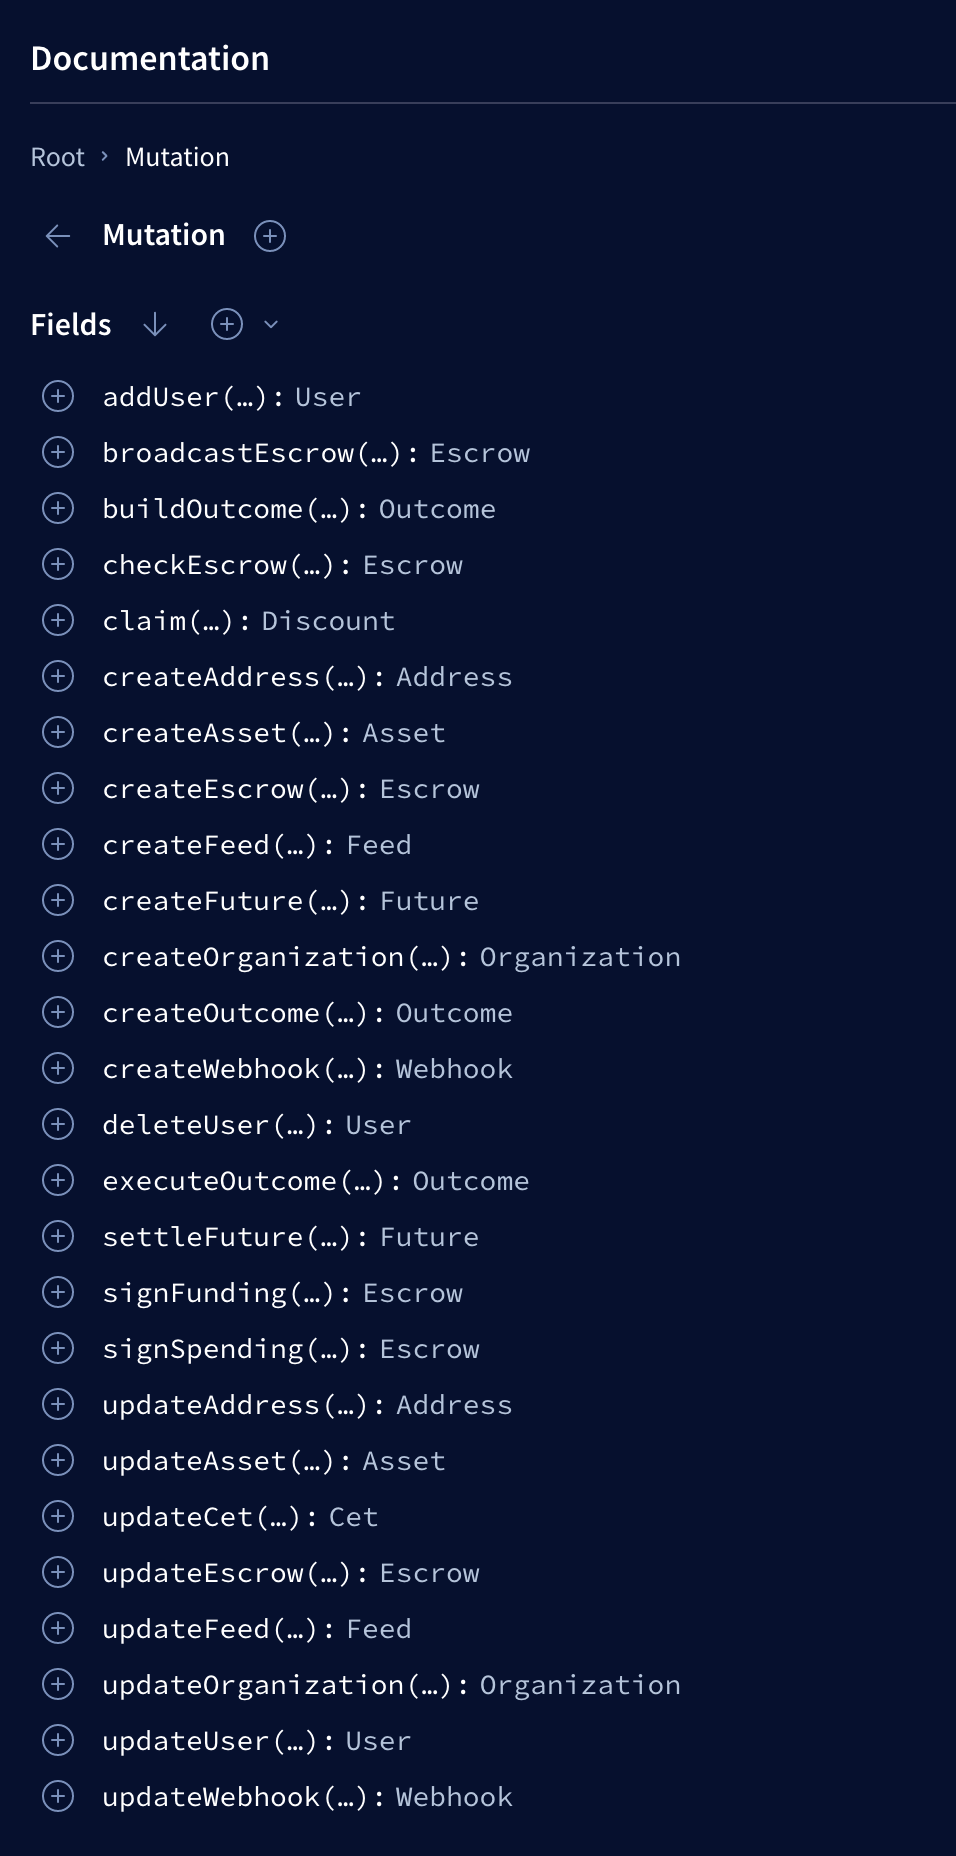 Documentation
Root › Mutation
Mutation
Fields
addUser(…): User
broadcastEscrow(…): Escrow
buildOutcome(…): Outcome
checkEscrow(…): Escrow
claim(…): Discount
createAddress(…): Address
createAsset(…): Asset
createEscrow(…): Escrow
createFeed(…): Feed
createFuture(…): Future
createOrganization(…): Organization
createOutcome(…): Outcome
createWebhook(…): Webhook
deleteUser(…): User
executeOutcome(…): Outcome
settleFuture(…): Future
signFunding(…): Escrow
signSpending(…): Escrow
updateAddress(…): Address
updateAsset(…): Asset
updateCet(…): Cet
updateEscrow(…): Escrow
updateFeed(…): Feed
updateOrganization(…): Organization
updateUser(…): User
updateWebhook(…): Webhook